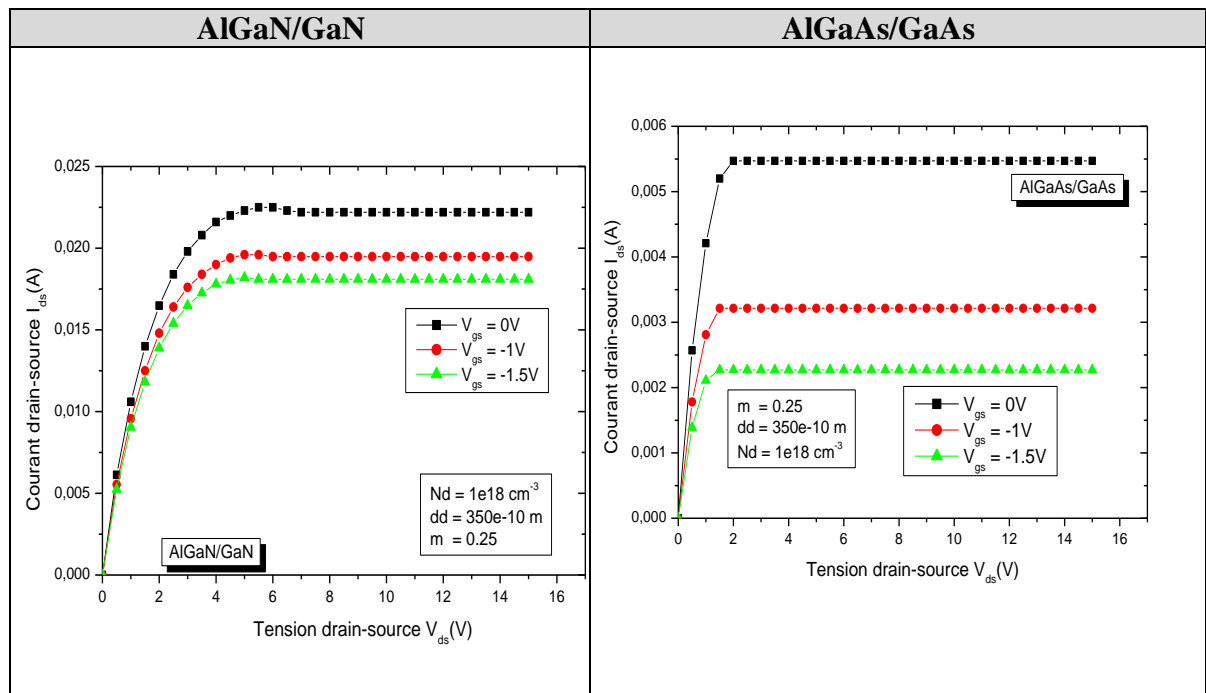 AlGaN/GaN
AlGaAs/GaAs
0,025
0,020
0,015
0,010
0,005
0,000
Courant drain-source I_ds(A)
V_gs = 0V
V_gs = -1V
V_gs = -1.5V
Nd = 1e18 cm⁻³
dd = 350e-10 m
m = 0.25
AlGaN/GaN
0 2 4 6 8 10 12 14 16
Tension drain-source V_ds(V)
0,006
0,005
0,004
0,003
0,002
0,001
0,000
Courant drain-source I_ds(A)
AlGaAs/GaAs
m = 0.25
dd = 350e-10 m
Nd = 1e18 cm⁻³
V_gs = 0V
V_gs = -1V
V_gs = -1.5V
0 2 4 6 8 10 12 14 16
Tension drain-source V_ds(V)